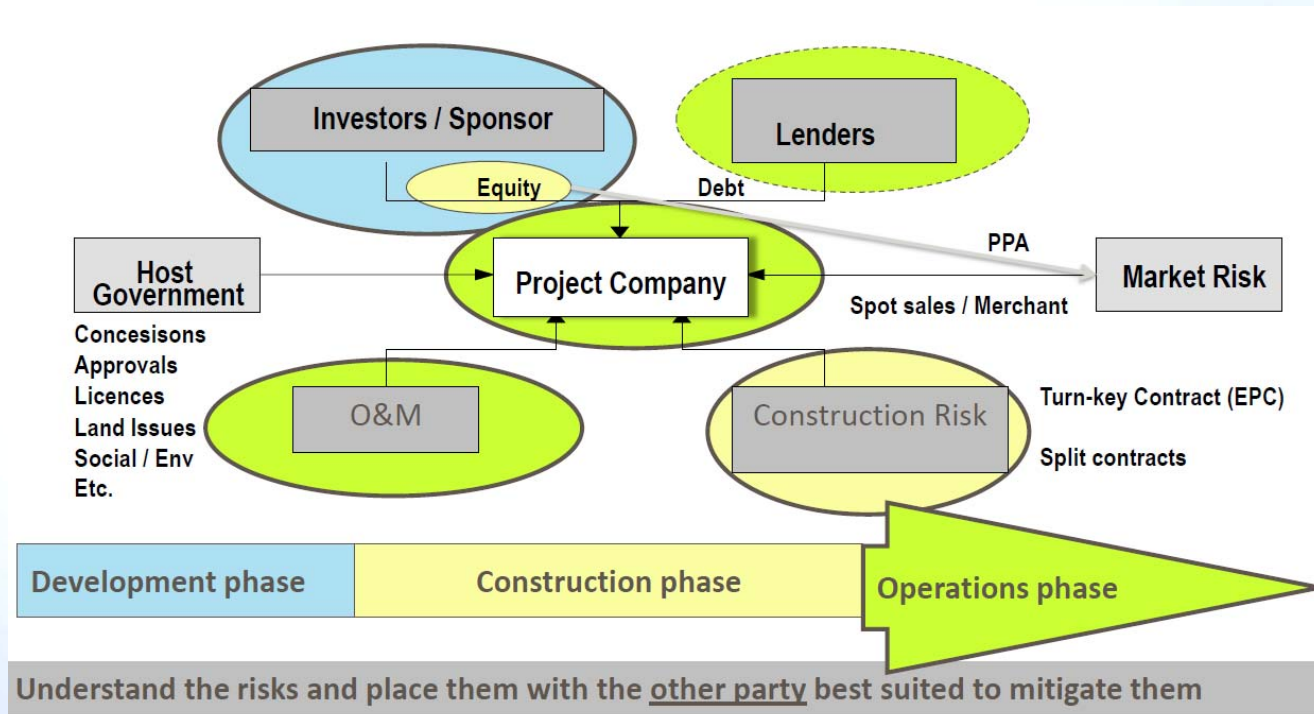 Investors / Sponsor
Lenders
Equity
Debt
PPA
Host
Government
Project Company
Market Risk
Spot sales / Merchant
Concesisons
Approvals
Licences
Land Issues
Social / Env
Etc.
O&M
Construction Risk
Turn-key Contract (EPC)
Split contracts
Development phase
Construction phase
Operations phase
Understand the risks and place them with the other party best suited to mitigate them